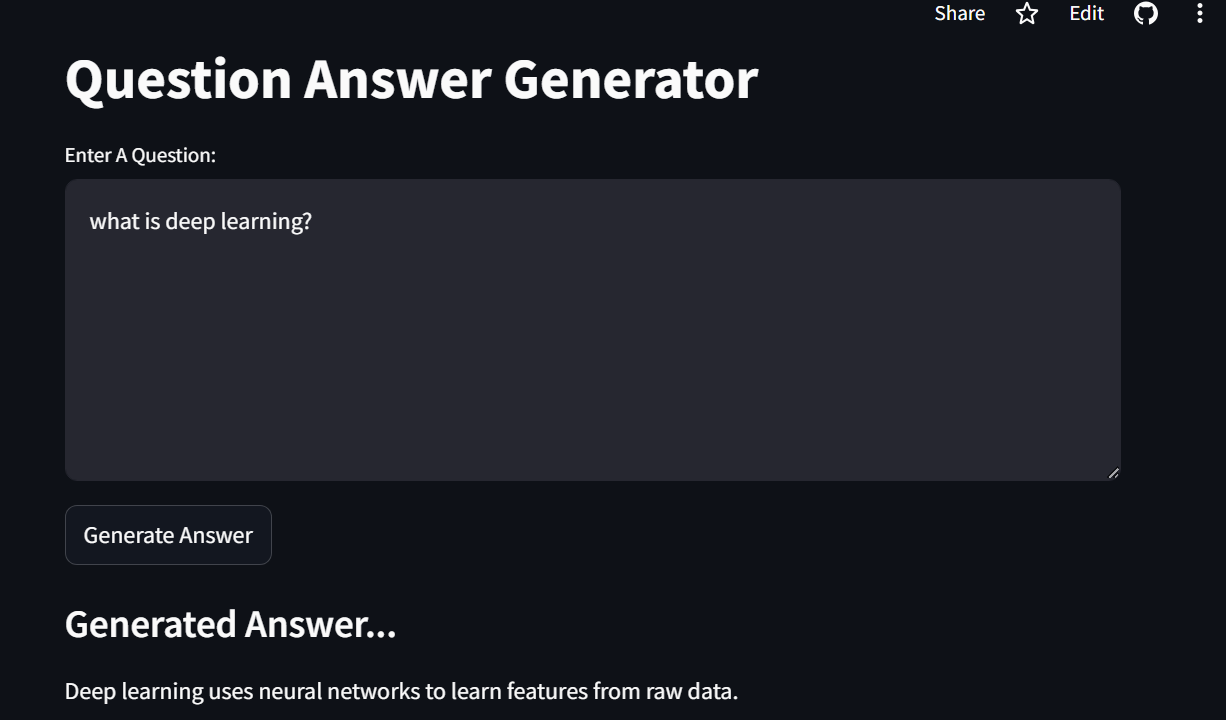 Share Edit
Question Answer Generator
Enter A Question:
what is deep learning?
Generate Answer
Generated Answer...
Deep learning uses neural networks to learn features from raw data.